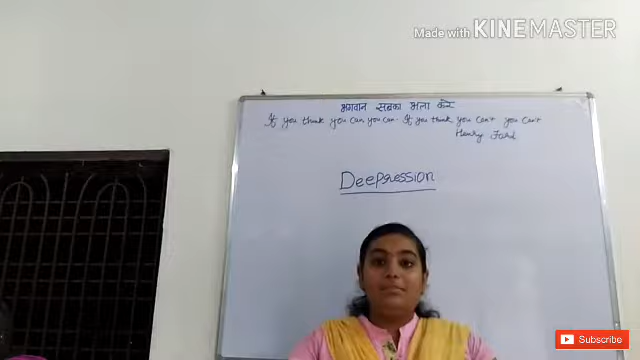 Made with KINEMASTER
भगवान सबका भला करे
If you think you can you can. If you think you can't you can't
Henry Ford
Deepression
Subscribe